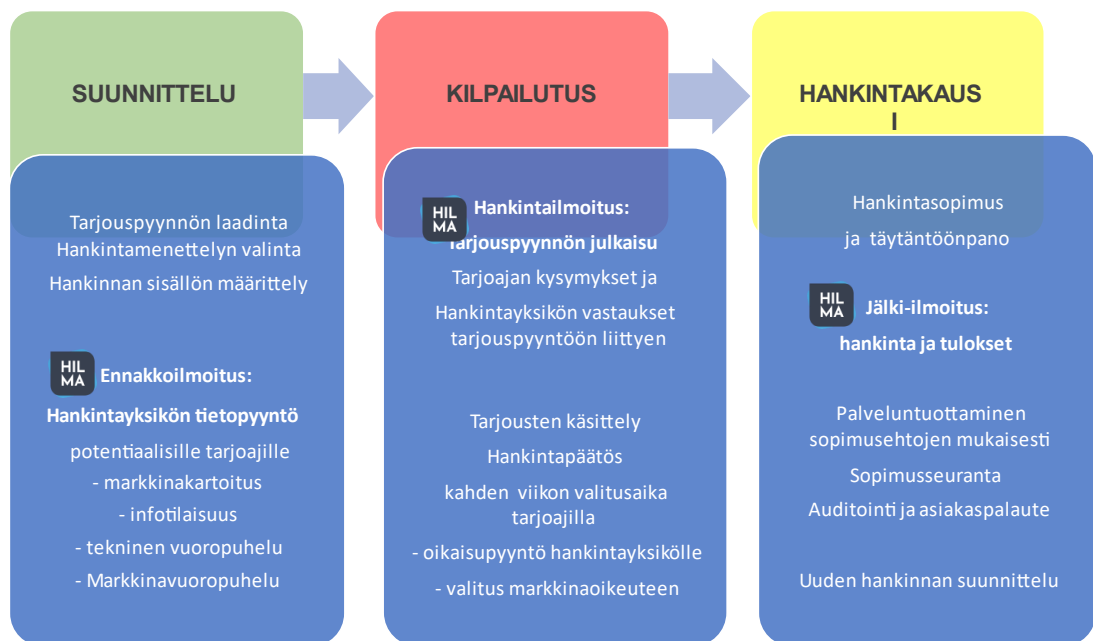 SUUNNITTELU
Tarjouspyynnön laadinta
Hankintamenettelyn valinta
Hankinnan sisällön määrittely
HIL
MA
Ennakkoilmoitus:
Hankintayksikön tietopyyntö
potentiaalisille tarjoajille
- markkinakartoitus
- infotilaisuus
- tekninen vuoropuhelu
- Markkinavuoropuhelu
KILPAILUTUS
HIL
MA
Hankintailmoitus:
Tarjouspyynnön julkaisu
Tarjoajan kysymykset ja
Hankintayksikön vastaukset
tarjouspyyntöön liittyen
Tarjousten käsittely
Hankintapäätös
kahden viikon valitusaika
tarjoajilla
- oikaisupyyntö hankintayksikölle
- valitus markkinaoikeuteen
HANKINTAKAUS
I
Hankintasopimus
ja täytäntöönpano
HIL
MA
Jälki-ilmoitus:
hankinta ja tulokset
Palveluntuottaminen
sopimusehtojen mukaisesti
Sopimusseuranta
Auditointi ja asiakaspalaute
Uuden hankinnan suunnittelu